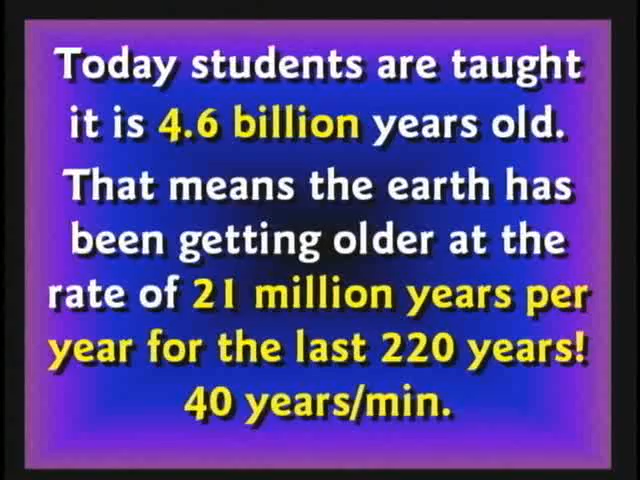 Today students are taught
it is 4.6 billion years old.
That means the earth has
been getting older at the
rate of 21 million years per
year for the last 220 years!
40 years/min.